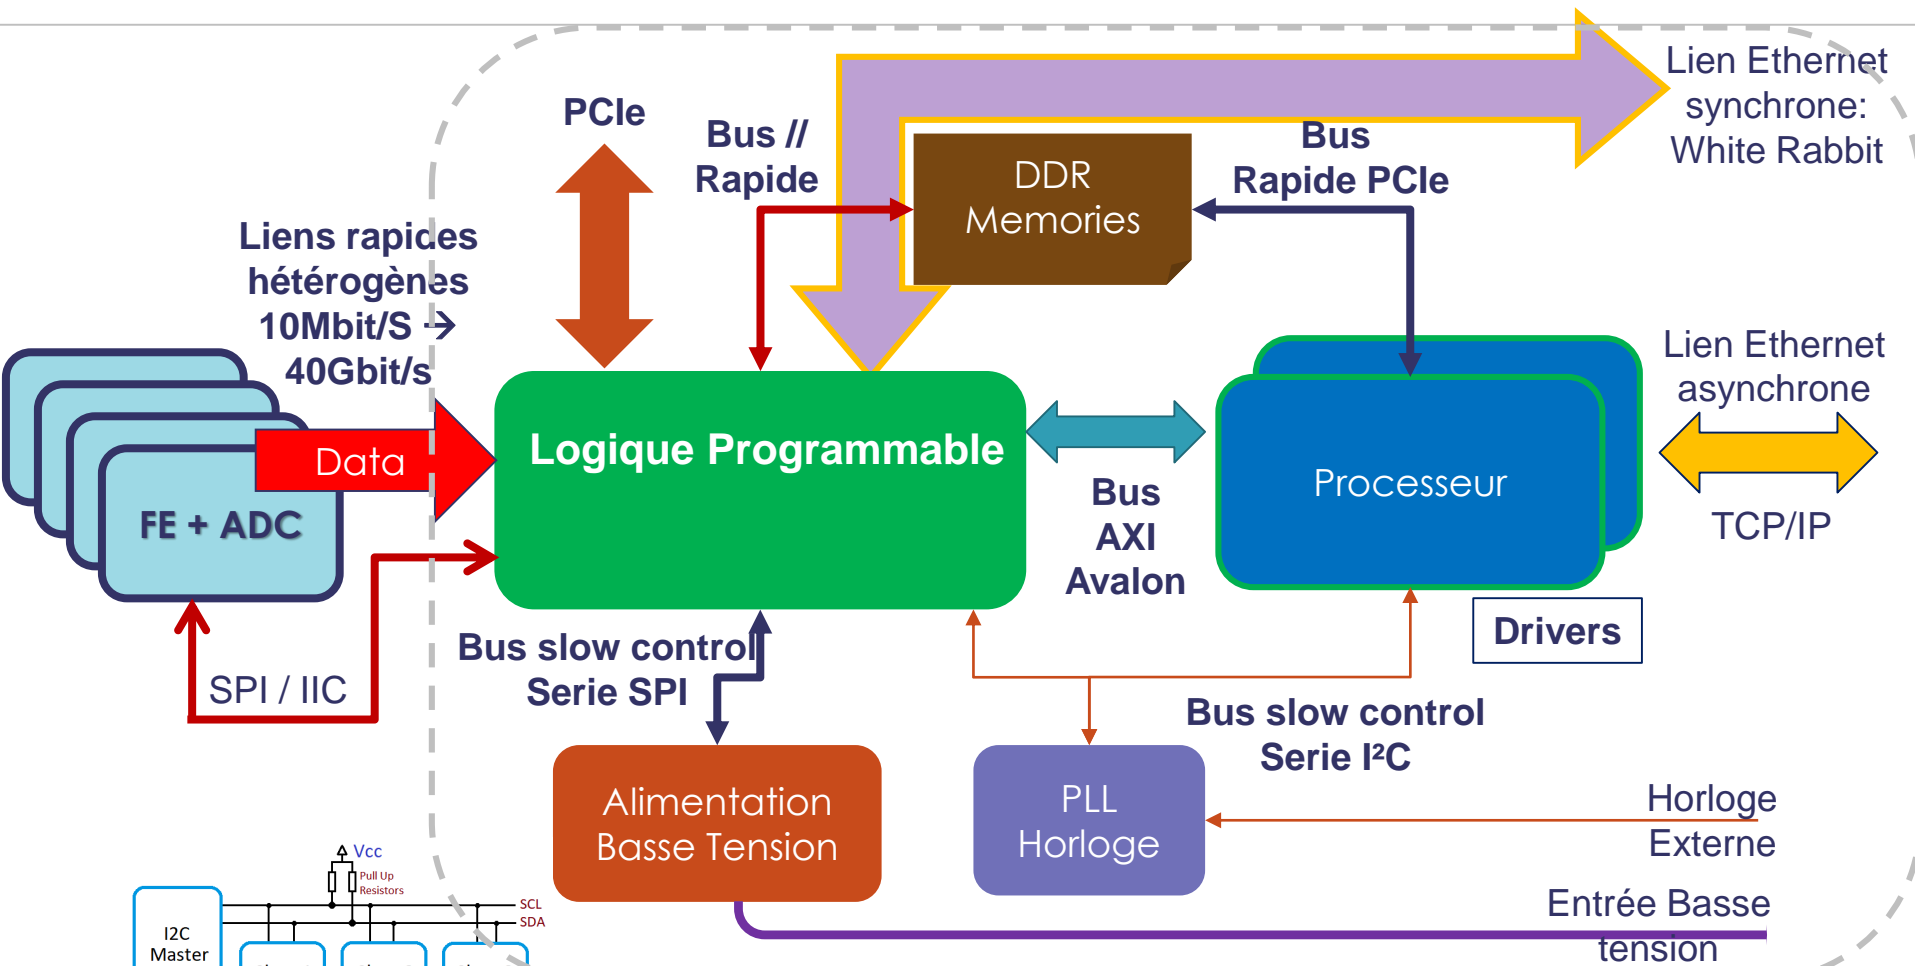 Lien Ethernet
synchrone:
White Rabbit
PCIe
Bus //
Rapide
Bus
Rapide PCIe
DDR
Memories
Liens rapides
hétérogènes
10Mbit/S →
40Gbit/s
Lien Ethernet
asynchrone
Data
Logique Programmable
FE + ADC
Processeur
Bus
AXI
Avalon
TCP/IP
Drivers
Bus slow control
Serie SPI
SPI / IIC
Bus slow control
Serie I²C
Alimentation
Basse Tension
PLL
Horloge
Horloge
Externe
Vcc
Pull Up
Resistors
SCL
SDA
I2C
Master
Entrée Basse
tension